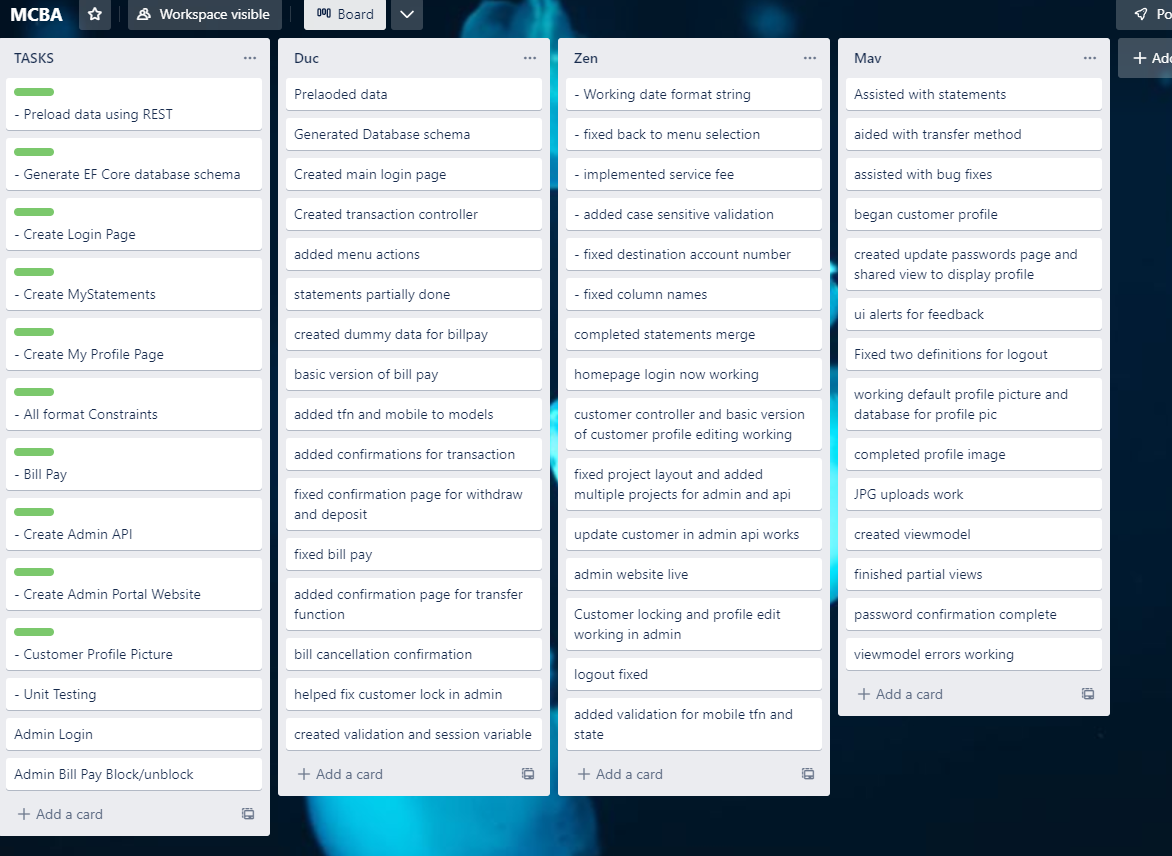 MCBA
Workspace visible
Board
Po
Add
TASKS
- Preload data using REST
- Generate EF Core database schema
- Create Login Page
- Create MyStatements
- Create My Profile Page
- All format Constraints
- Bill Pay
- Create Admin API
- Create Admin Portal Website
- Customer Profile Picture
- Unit Testing
Admin Login
Admin Bill Pay Block/unblock
+ Add a card
Duc
Prelaoded data
Generated Database schema
Created main login page
Created transaction controller
added menu actions
statements partially done
created dummy data for billpay
basic version of bill pay
added tfn and mobile to models
added confirmations for transaction
fixed confirmation page for withdraw
and deposit
fixed bill pay
added confirmation page for transfer
function
bill cancellation confirmation
helped fix customer lock in admin
created validation and session variable
+ Add a card
Zen
- Working date format string
- fixed back to menu selection
- implemented service fee
- added case sensitive validation
- fixed destination account number
- fixed column names
completed statements merge
homepage login now working
customer controller and basic version
of customer profile editing working
fixed project layout and added
multiple projects for admin and api
update customer in admin api works
admin website live
Customer locking and profile edit
working in admin
logout fixed
added validation for mobile tfn and
state
+ Add a card
Mav
Assisted with statements
aided with transfer method
assisted with bug fixes
began customer profile
created update passwords page and
shared view to display profile
ui alerts for feedback
Fixed two definitions for logout
working default profile picture and
database for profile pic
completed profile image
JPG uploads work
created viewmodel
finished partial views
password confirmation complete
viewmodel errors working
+ Add a card